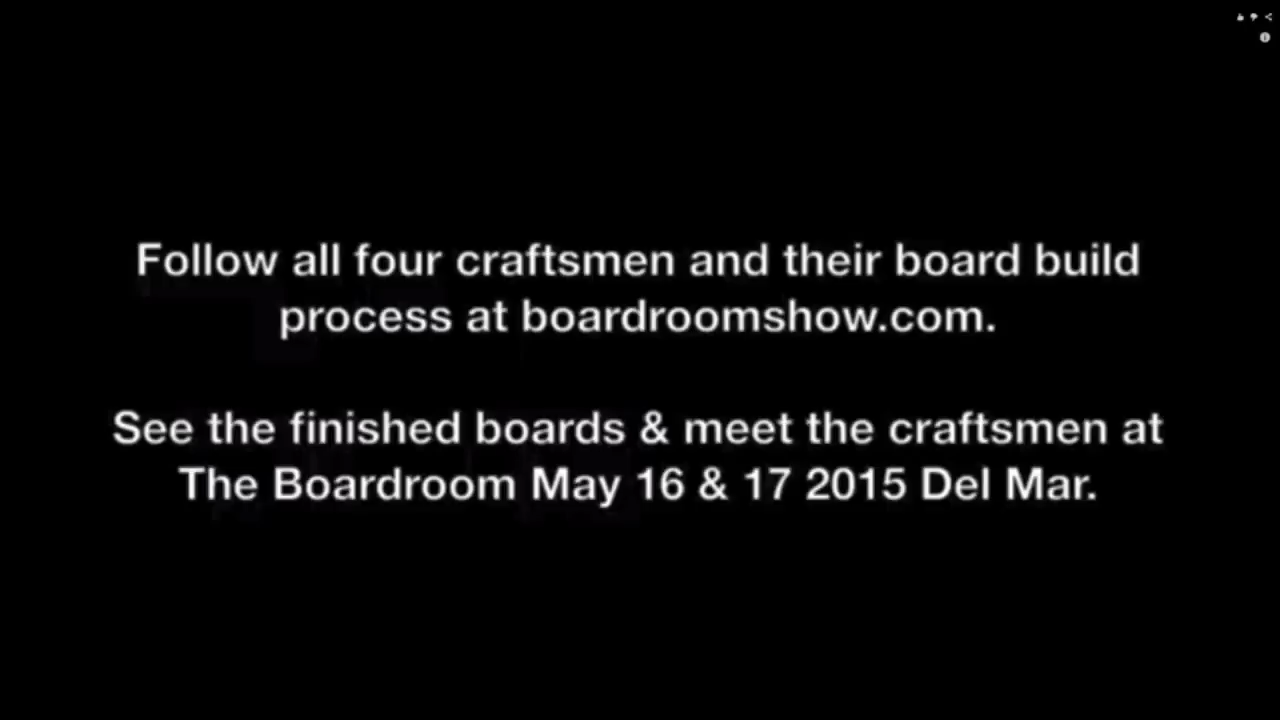 Follow all four craftsmen and their board build
process at boardroomshow.com.
See the finished boards & meet the craftsmen at
The Boardroom May 16 & 17 2015 Del Mar.